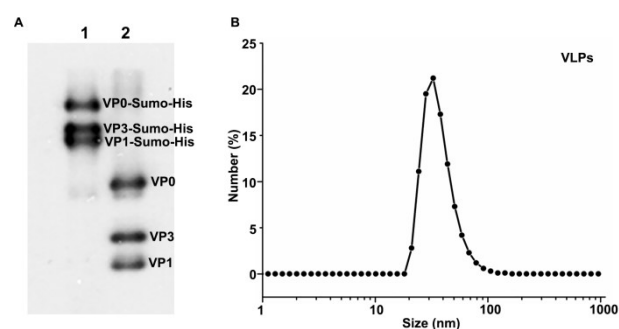 A
1 2
VP0-Sumo-His
VP3-Sumo-His
VP1-Sumo-His
VP0
VP3
VP1
B
VLPs
25
20
15
10
5
0
Number (%)
1 10 100 1000
Size (nm)